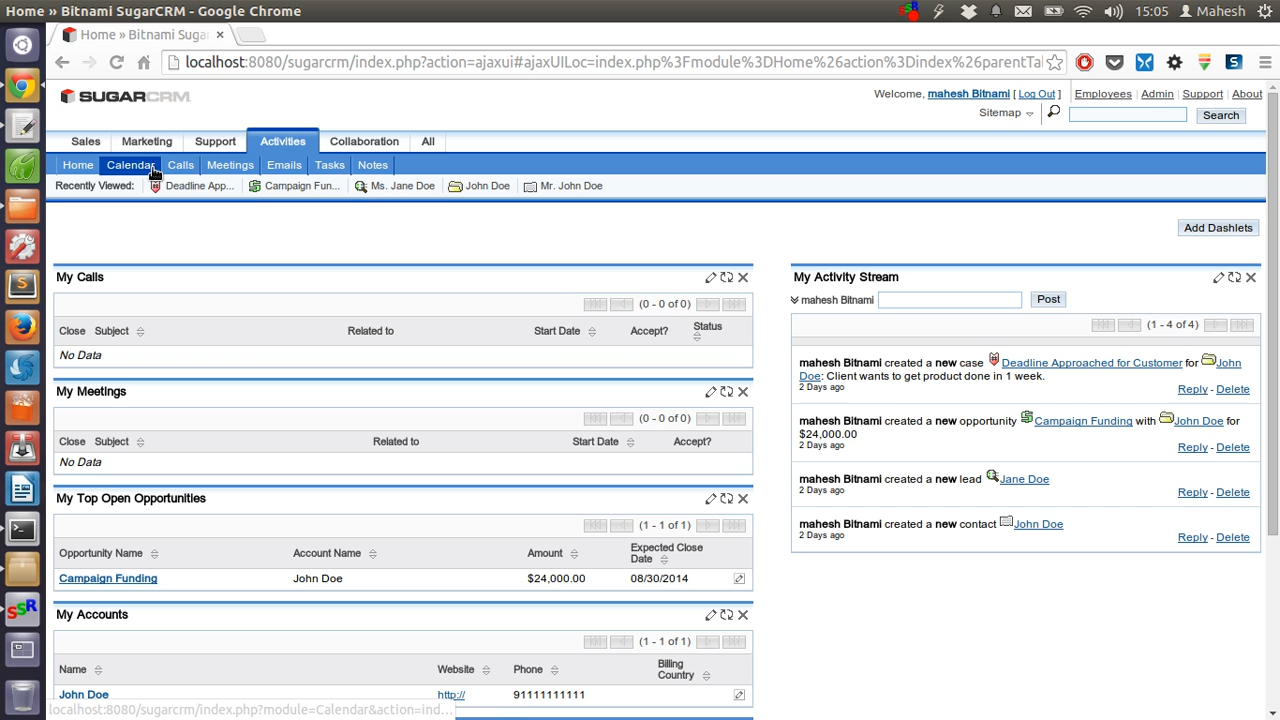 Home » Bitnami SugarCRM - Google Chrome
15:05 Mahesh
Home » Bitnami Suga
localhost:8080/sugarcrm/index.php?action=ajaxui#ajaxUILoc=index.php%3Fmodule%3DHome%26action%3Dindex%26parentTal
SUGARCRM
Welcome, mahesh Bitnami [ Log Out ] Employees Admin Support About
Sitemap Search
Sales Marketing Support Activities Collaboration All
Home Calendar Calls Meetings Emails Tasks Notes
Recently Viewed: Deadline App... Campaign Fun... Ms. Jane Doe John Doe Mr. John Doe
Add Dashlets
My Calls
(0 - 0 of 0)
Close Subject Related to Start Date Accept? Status
No Data
My Meetings
(0 - 0 of 0)
Close Subject Related to Start Date Accept?
No Data
My Top Open Opportunities
(1 - 1 of 1)
Opportunity Name Account Name Amount Expected Close
Date
Campaign Funding John Doe $24,000.00 08/30/2014
My Accounts
(1 - 1 of 1)
Name Website Phone Billing
Country
John Doe http:// 91111111111
localhost:8080/sugarcrm/index.php?module=Calendar&action=ind...
My Activity Stream
mahesh Bitnami Post
(1 - 4 of 4)
mahesh Bitnami created a new case Deadline Approached for Customer for John
Doe: Client wants to get product done in 1 week.
2 Days ago
Reply - Delete
mahesh Bitnami created a new opportunity Campaign Funding with John Doe for
$24,000.00
2 Days ago
Reply - Delete
mahesh Bitnami created a new lead Jane Doe
2 Days ago
Reply - Delete
mahesh Bitnami created a new contact John Doe
2 Days ago
Reply - Delete